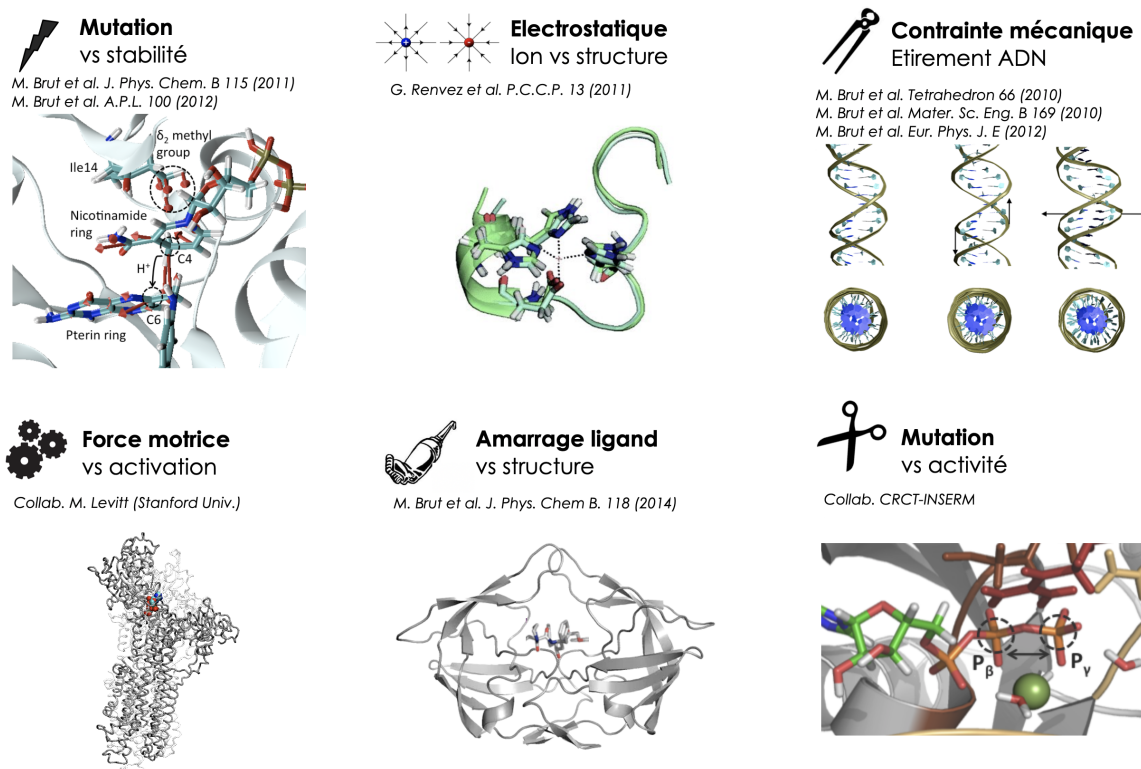 Mutation
vs stabilité
M. Brut et al. J. Phys. Chem. B 115 (2011)
M. Brut et al. A.P.L. 100 (2012)
δ2 methyl
group
Ile14
Nicotinamide
ring
C4
H+
C6
Pterin ring
+
-
Electrostatique
Ion vs structure
G. Renvez et al. P.C.C.P. 13 (2011)
Contrainte mécanique
Etirement ADN
M. Brut et al. Tetrahedron 66 (2010)
M. Brut et al. Mater. Sc. Eng. B 169 (2010)
M. Brut et al. Eur. Phys. J. E (2012)
Force motrice
vs activation
Collab. M. Levitt (Stanford Univ.)
Amarrage ligand
vs structure
M. Brut et al. J. Phys. Chem B. 118 (2014)
Mutation
vs activité
Collab. CRCT-INSERM
Pβ
Pγ